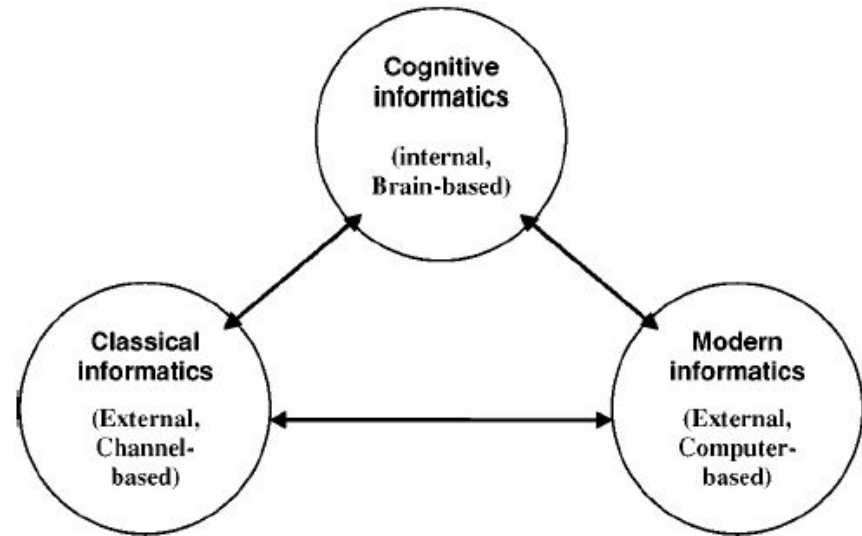 Cognitive
informatics
(internal,
Brain-based)
Classical
informatics
(External,
Channel-
based)
Modern
informatics
(External,
Computer-
based)